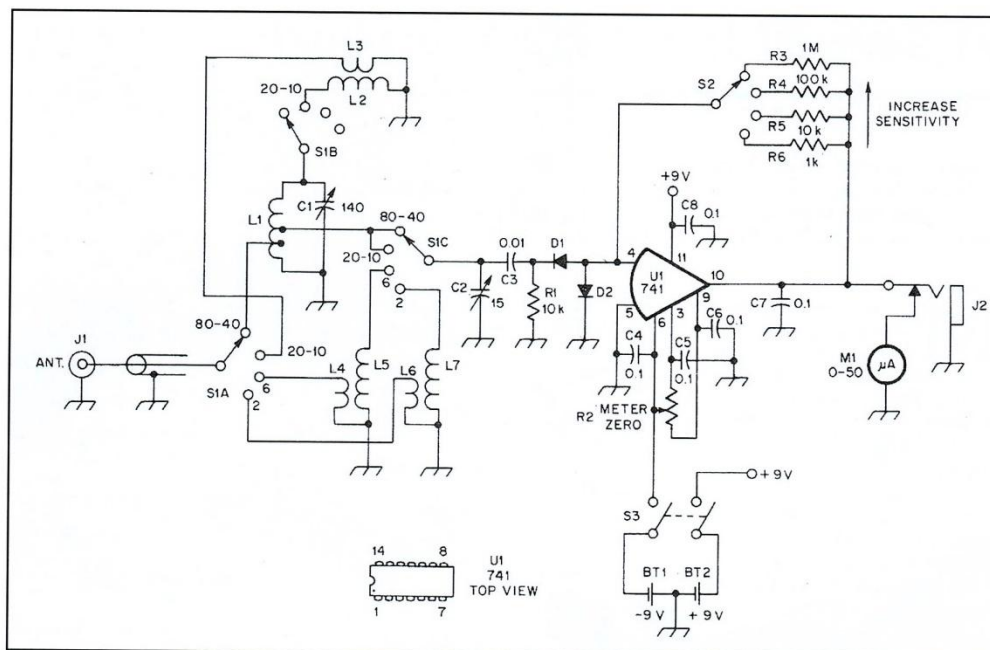 L3
L2
20-10
S1B
L1
C1
140
80-40
S1C
20-10
6
2
80-40
J1
ANT.
S1A
20-10
6
2
L4
L5
L6
L7
C2
15
0.01
C3
R1
10k
D1
D2
S2
R3
1M
R4
100k
R5
10k
R6
1k
INCREASE
SENSITIVITY
+9V
C8
0.1
4
11
U1
741
10
5
6
3
9
C4
0.1
C5
0.1
C6
0.1
C7
0.1
J2
M1
0-50
µA
R2
METER
ZERO
+9V
S3
BT1
BT2
-9V
+9V
14
8
1
7
U1
741
TOP VIEW